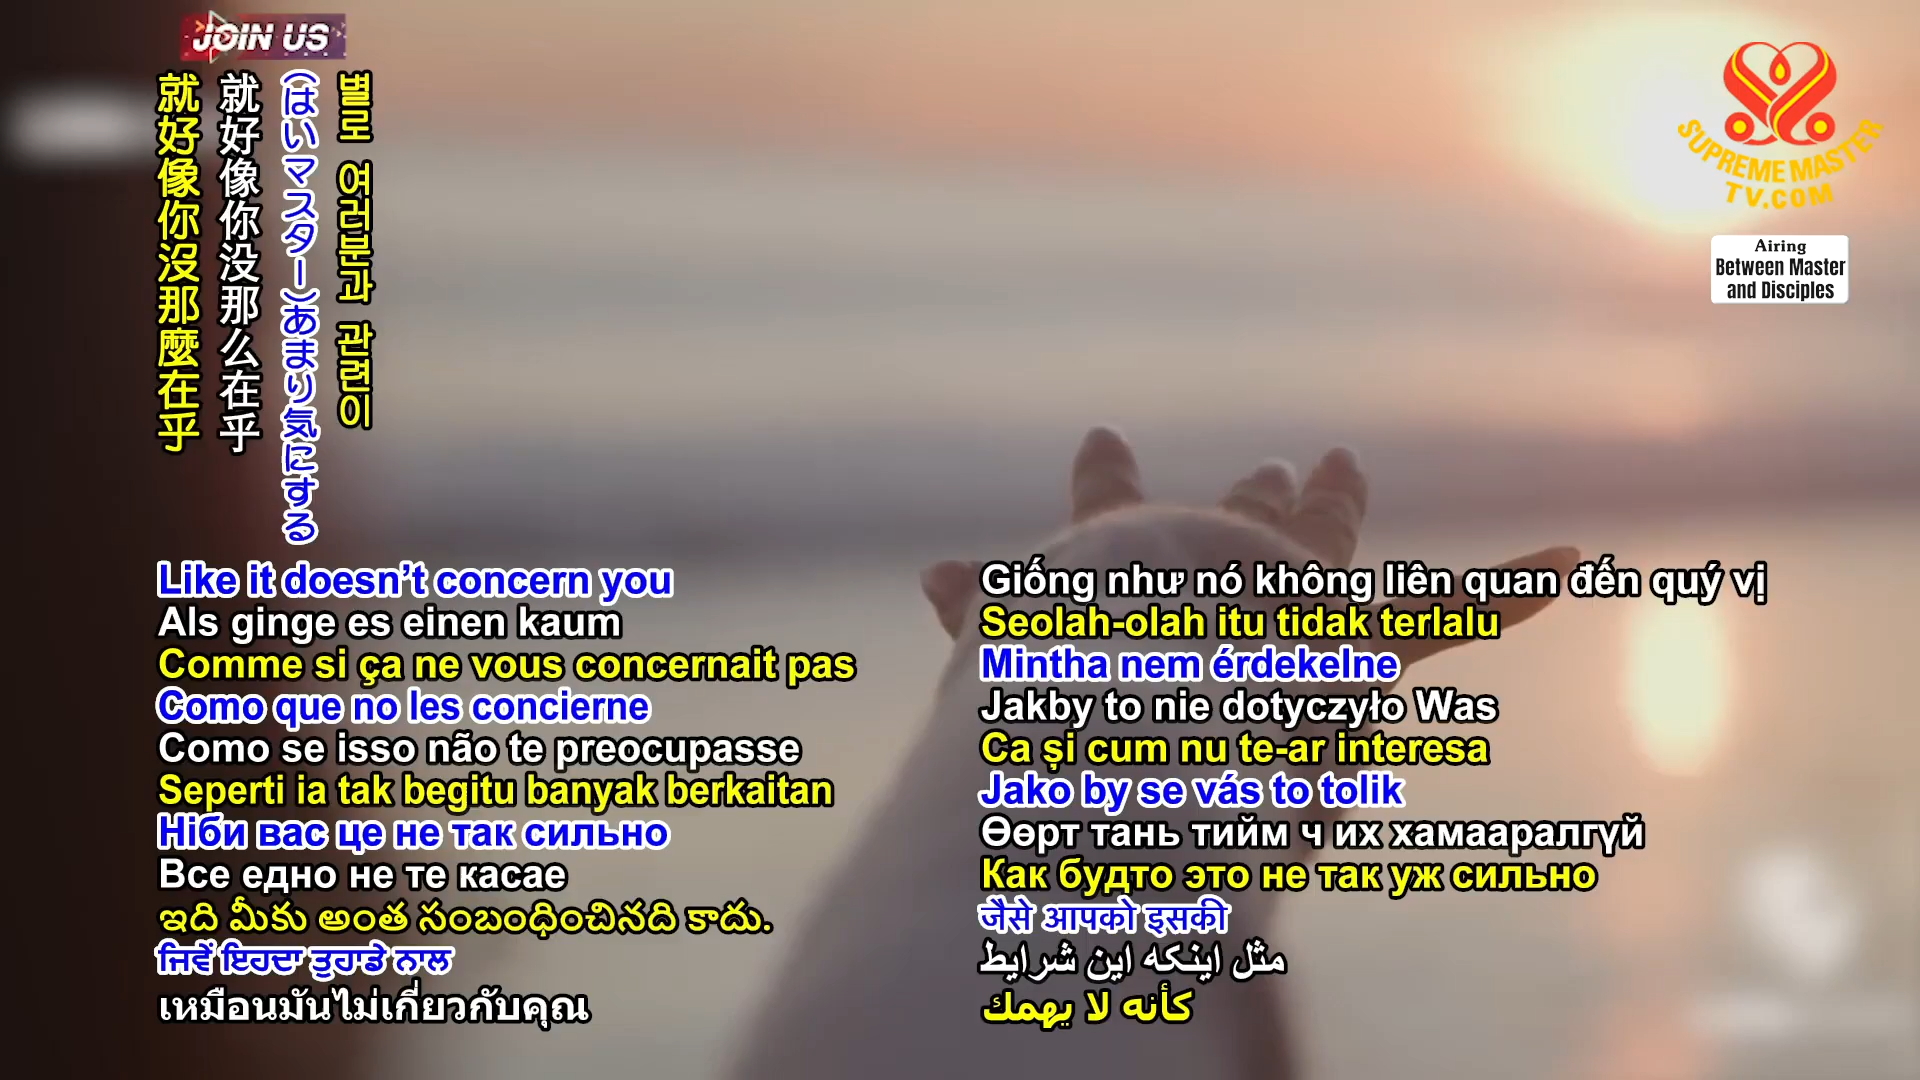 JOIN US
就好像你沒那麼在乎
就好像你没那么在乎
(はいマスター)あまり気にする
별로 여러분과 관련이
SUPREME MASTER
TV.COM
Airing
Between Master
and Disciples
Like it doesn’t concern you
Als ginge es einen kaum
Comme si ça ne vous concernait pas
Como que no les concierne
Como se isso não te preocupasse
Seperti ia tak begitu banyak berkaitan
Ніби вас це не так сильно
Все едно не те касае
ఇది మీకు అంత సంబంధించినది కాదు.
ਜਿਵੇਂ ਇਹਦਾ ਤੁਹਾਡੇ ਨਾਲ
เหมือนมันไม่เกี่ยวกับคุณ
Giống như nó không liên quan đến quý vị
Seolah-olah itu tidak terlalu
Mintha nem érdekelne
Jakby to nie dotyczyło Was
Ca și cum nu te-ar interesa
Jako by se vás to tolik
Өөрт тань тийм ч их хамааралгүй
Как будто это не так уж сильно
जैसे आपको इसकी
مثل اینکه این شرایط
كأنه لا يهمك